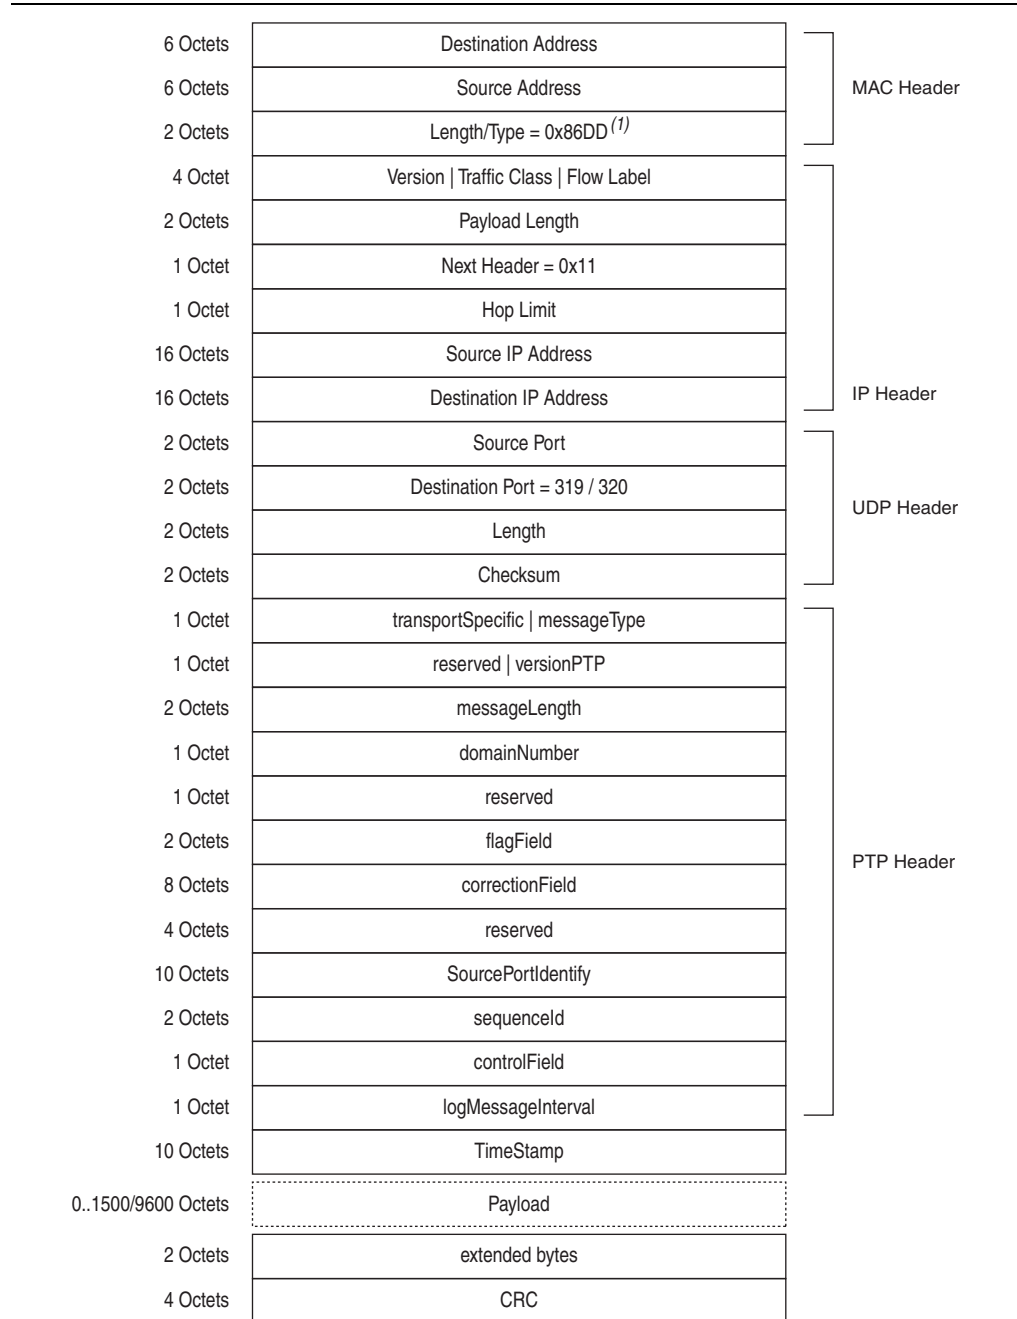 6 Octets Destination Address
6 Octets Source Address MAC Header
2 Octets Length/Type = 0x86DD(1)
4 Octet Version | Traffic Class | Flow Label
2 Octets Payload Length
1 Octet Next Header = 0x11
1 Octet Hop Limit
16 Octets Source IP Address
16 Octets Destination IP Address IP Header
2 Octets Source Port
2 Octets Destination Port = 319 / 320
UDP Header
2 Octets Length
2 Octets Checksum
1 Octet transportSpecific | messageType
1 Octet reserved | versionPTP
2 Octets messageLength
1 Octet domainNumber
1 Octet reserved
2 Octets flagField
PTP Header
8 Octets correctionField
4 Octets reserved
10 Octets SourcePortIdentify
2 Octets sequenceId
1 Octet controlField
1 Octet logMessageInterval
10 Octets TimeStamp
0..1500/9600 Octets Payload
2 Octets extended bytes
4 Octets CRC